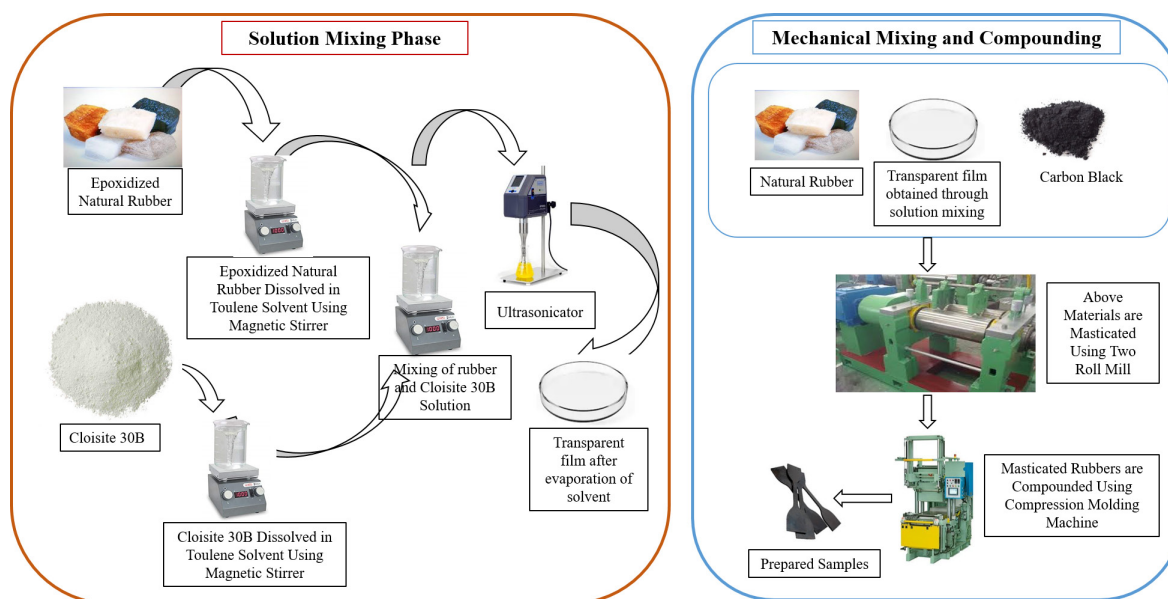 Solution Mixing Phase
Epoxidized
Natural Rubber
Epoxidized Natural
Rubber Dissolved in
Toulene Solvent Using
Magnetic Stirrer
Ultrasonicator
Cloisite 30B
Mixing of rubber
and Cloisite 30B
Solution
Transparent
film after
evaporation of
solvent
Cloisite 30B Dissolved in
Toulene Solvent Using
Magnetic Stirrer
Mechanical Mixing and Compounding
Natural Rubber
Transparent film
obtained through
solution mixing
Carbon Black
Above
Materials are
Masticated
Using Two
Roll Mill
Masticated Rubbers are
Compounded Using
Compression Molding
Machine
Prepared Samples